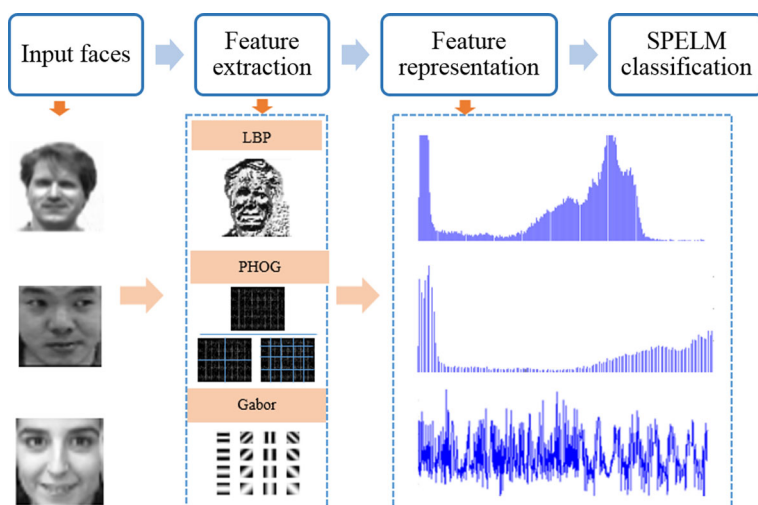 Input faces
Feature
extraction
Feature
representation
SPELM
classification
LBP
PHOG
Gabor